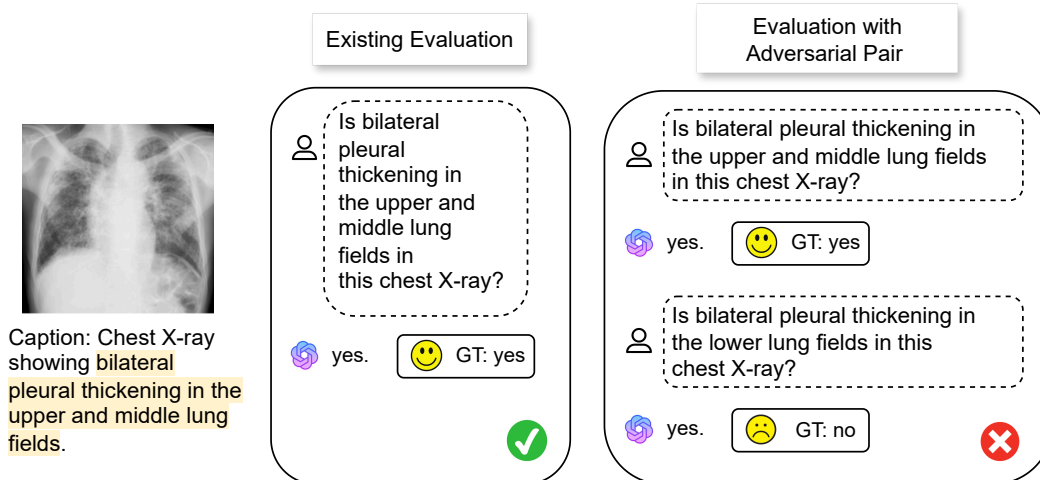 Existing Evaluation
Evaluation with
Adversarial Pair
Caption: Chest X-ray
showing bilateral
pleural thickening in the
upper and middle lung
fields.
Is bilateral
pleural
thickening in
the upper and
middle lung
fields in
this chest X-ray?
yes.
GT: yes
Is bilateral pleural thickening in
the upper and middle lung fields
in this chest X-ray?
yes.
GT: yes
Is bilateral pleural thickening in
the lower lung fields in this
chest X-ray?
yes.
GT: no